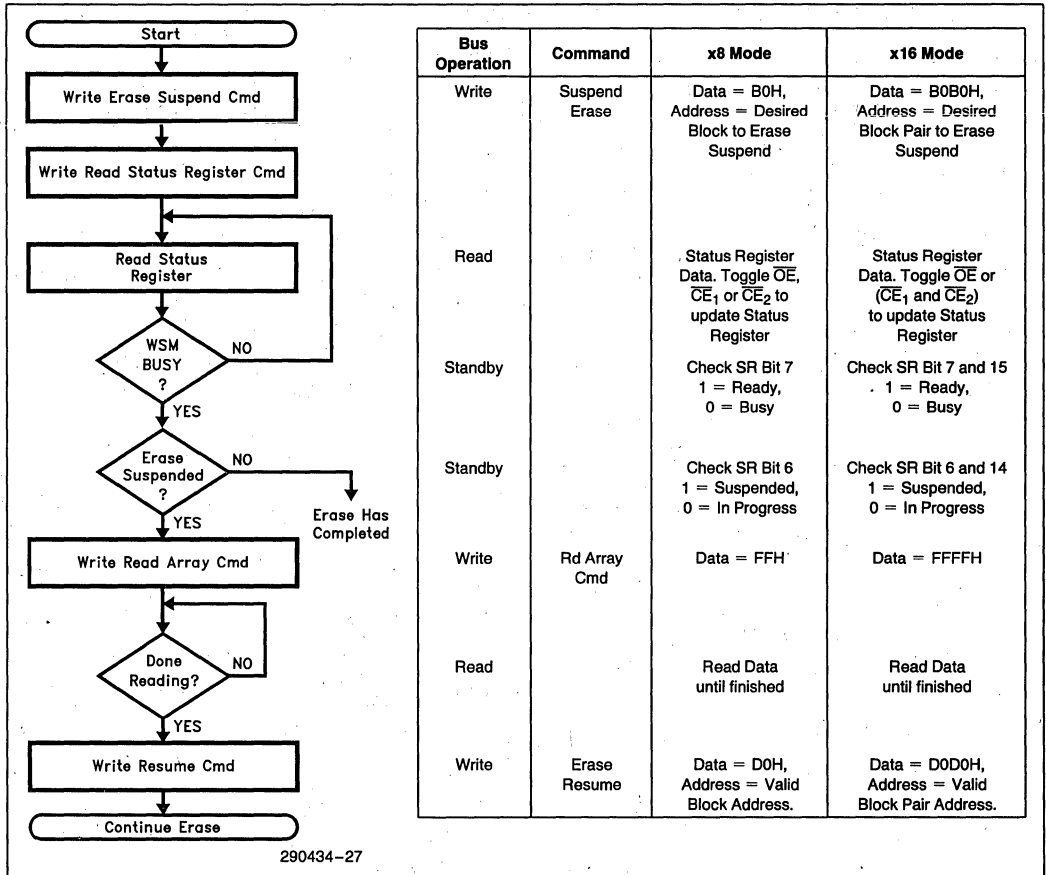 Start
Write Erase Suspend Cmd
Write Read Status Register Cmd
Read Status
Register
WSM
BUSY
?
NO
YES
Erase
Suspended
?
NO
Erase Has
Completed
YES
Write Read Array Cmd
Done
Reading?
NO
YES
Write Resume Cmd
Continue Erase
290434-27
Bus
Operation
Command
x8 Mode
x16 Mode
Write
Suspend
Erase
Data = B0H,
Address = Desired
Block to Erase
Suspend
Data = B0B0H,
Address = Desired
Block Pair to Erase
Suspend
Read
Status Register
Data. Toggle O̅E̅,
C̅E̅₁ or C̅E̅₂ to
update Status
Register
Status Register
Data. Toggle O̅E̅ or
(C̅E̅₁ and C̅E̅₂)
to update Status
Register
Standby
Check SR Bit 7
1 = Ready,
0 = Busy
Check SR Bit 7 and 15
1 = Ready,
0 = Busy
Standby
Check SR Bit 6
1 = Suspended,
0 = In Progress
Check SR Bit 6 and 14
1 = Suspended,
0 = In Progress
Write
Rd Array
Cmd
Data = FFH
Data = FFFFH
Read
Read Data
until finished
Read Data
until finished
Write
Erase
Resume
Data = D0H,
Address = Valid
Block Address.
Data = D0D0H,
Address = Valid
Block Pair Address.